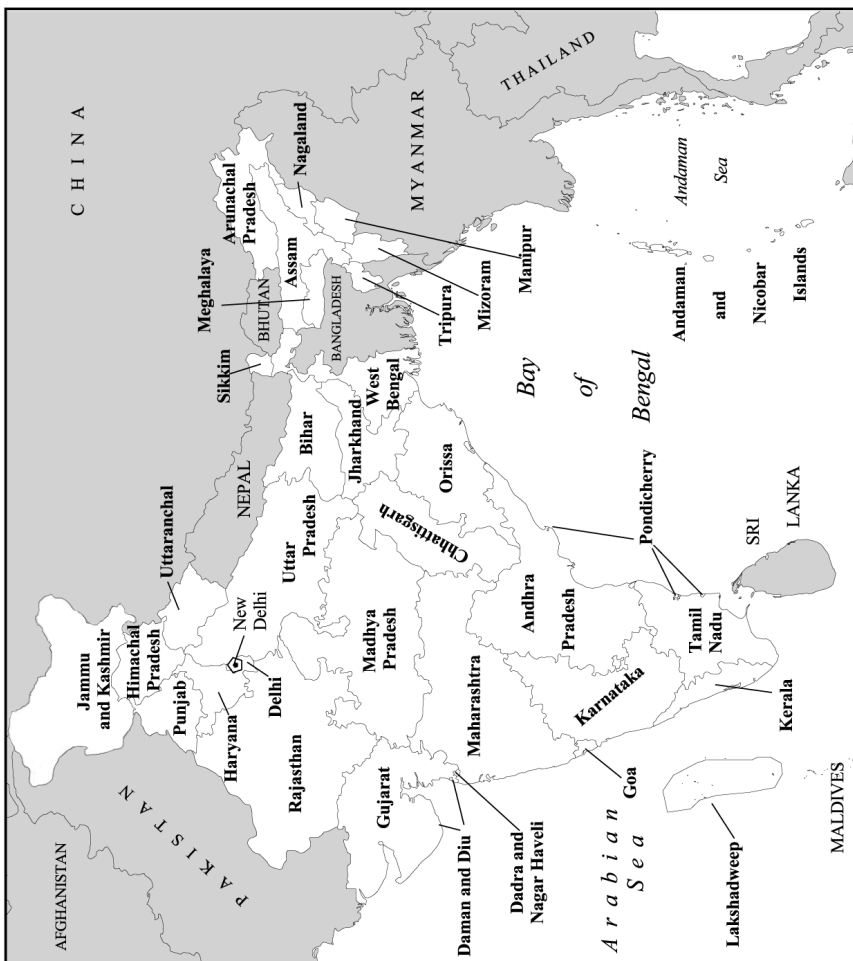 CHINA
AFGHANISTAN
PAKISTAN
Jammu
and Kashmir
Himachal
Pradesh
Punjab
Uttaranchal
Haryana
New
Delhi
Delhi
NEPAL
Sikkim
BHUTAN
Meghalaya
Arunachal
Pradesh
Assam
Nagaland
Rajasthan
Uttar
Pradesh
Bihar
BANGLADESH
Gujarat
Madhya
Pradesh
Jharkhand
West
Bengal
Tripura
Mizoram
Manipur
MYANMAR
THAILAND
Chhattisgarh
Orissa
Daman and Diu
Dadra and
Nagar Haveli
Maharashtra
Andhra
Pradesh
Bay
of
Bengal
Arabian
Sea
Goa
Karnataka
Pondicherry
Andaman
and
Nicobar
Islands
Andaman
Sea
Tamil
Nadu
Kerala
Lakshadweep
SRI
LANKA
MALDIVES